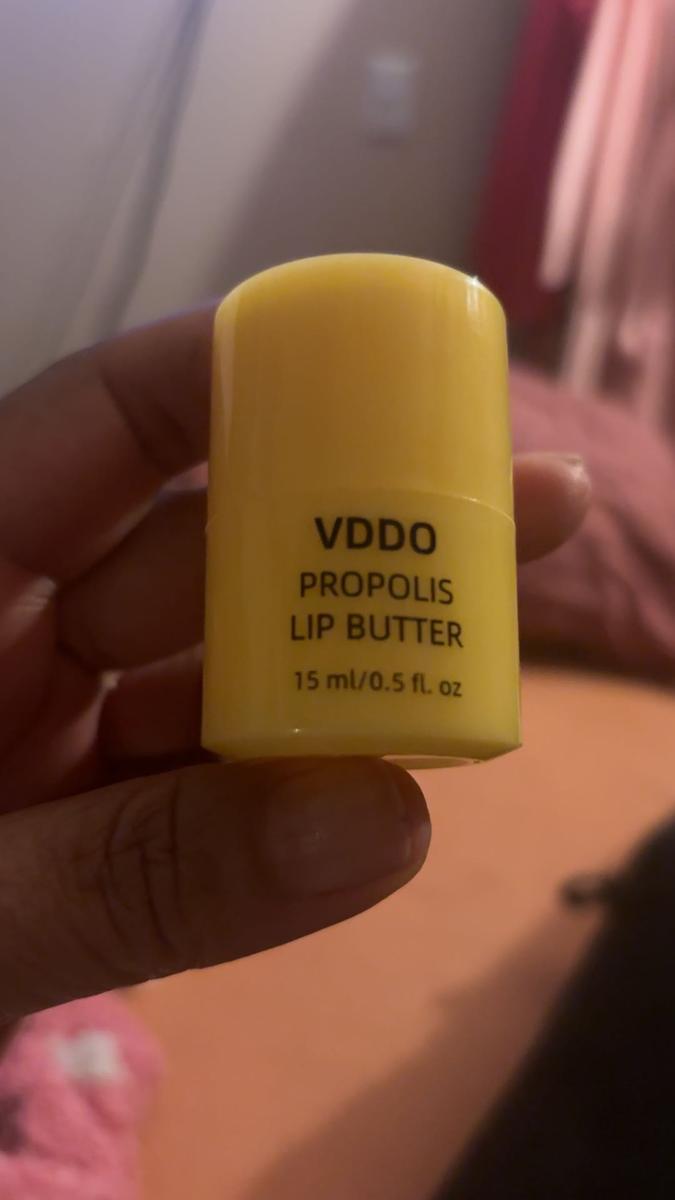 VDDO
PROPOLIS
LIP BUTTER
15 ml/0.5 fl. oz